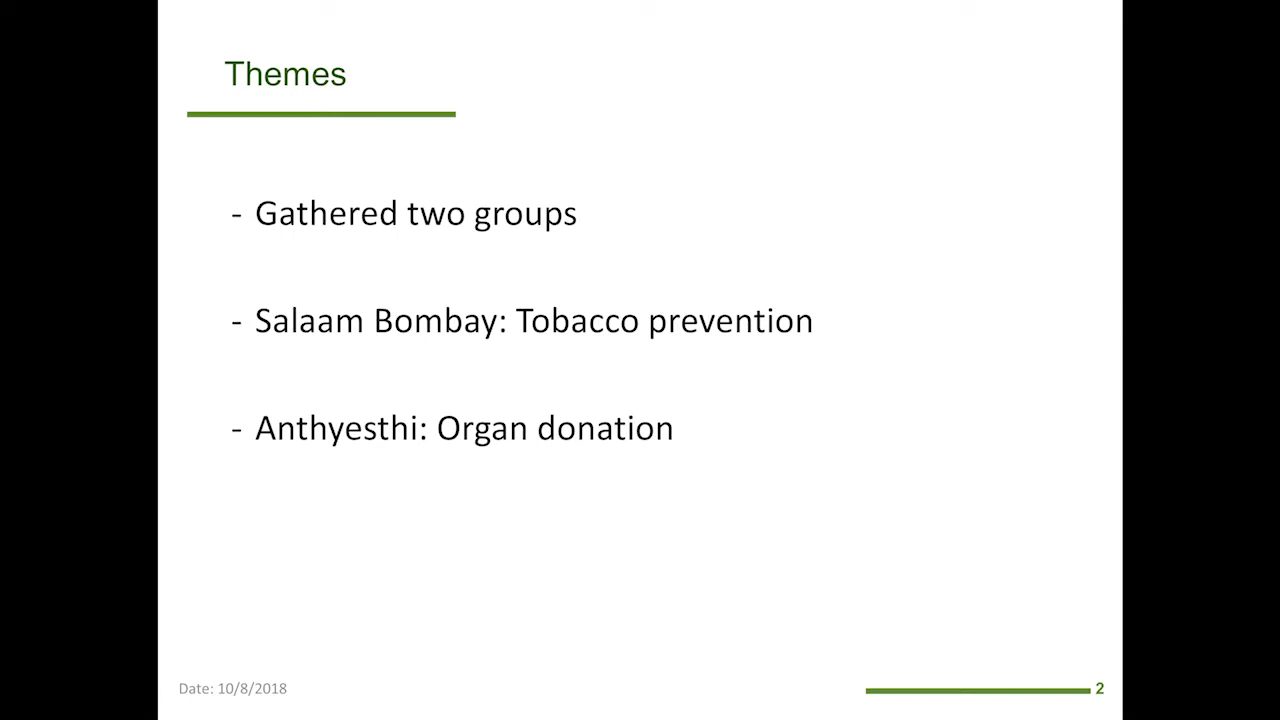 Themes
- Gathered two groups
- Salaam Bombay: Tobacco prevention
- Anthyesthi: Organ donation
Date: 10/8/2018
2